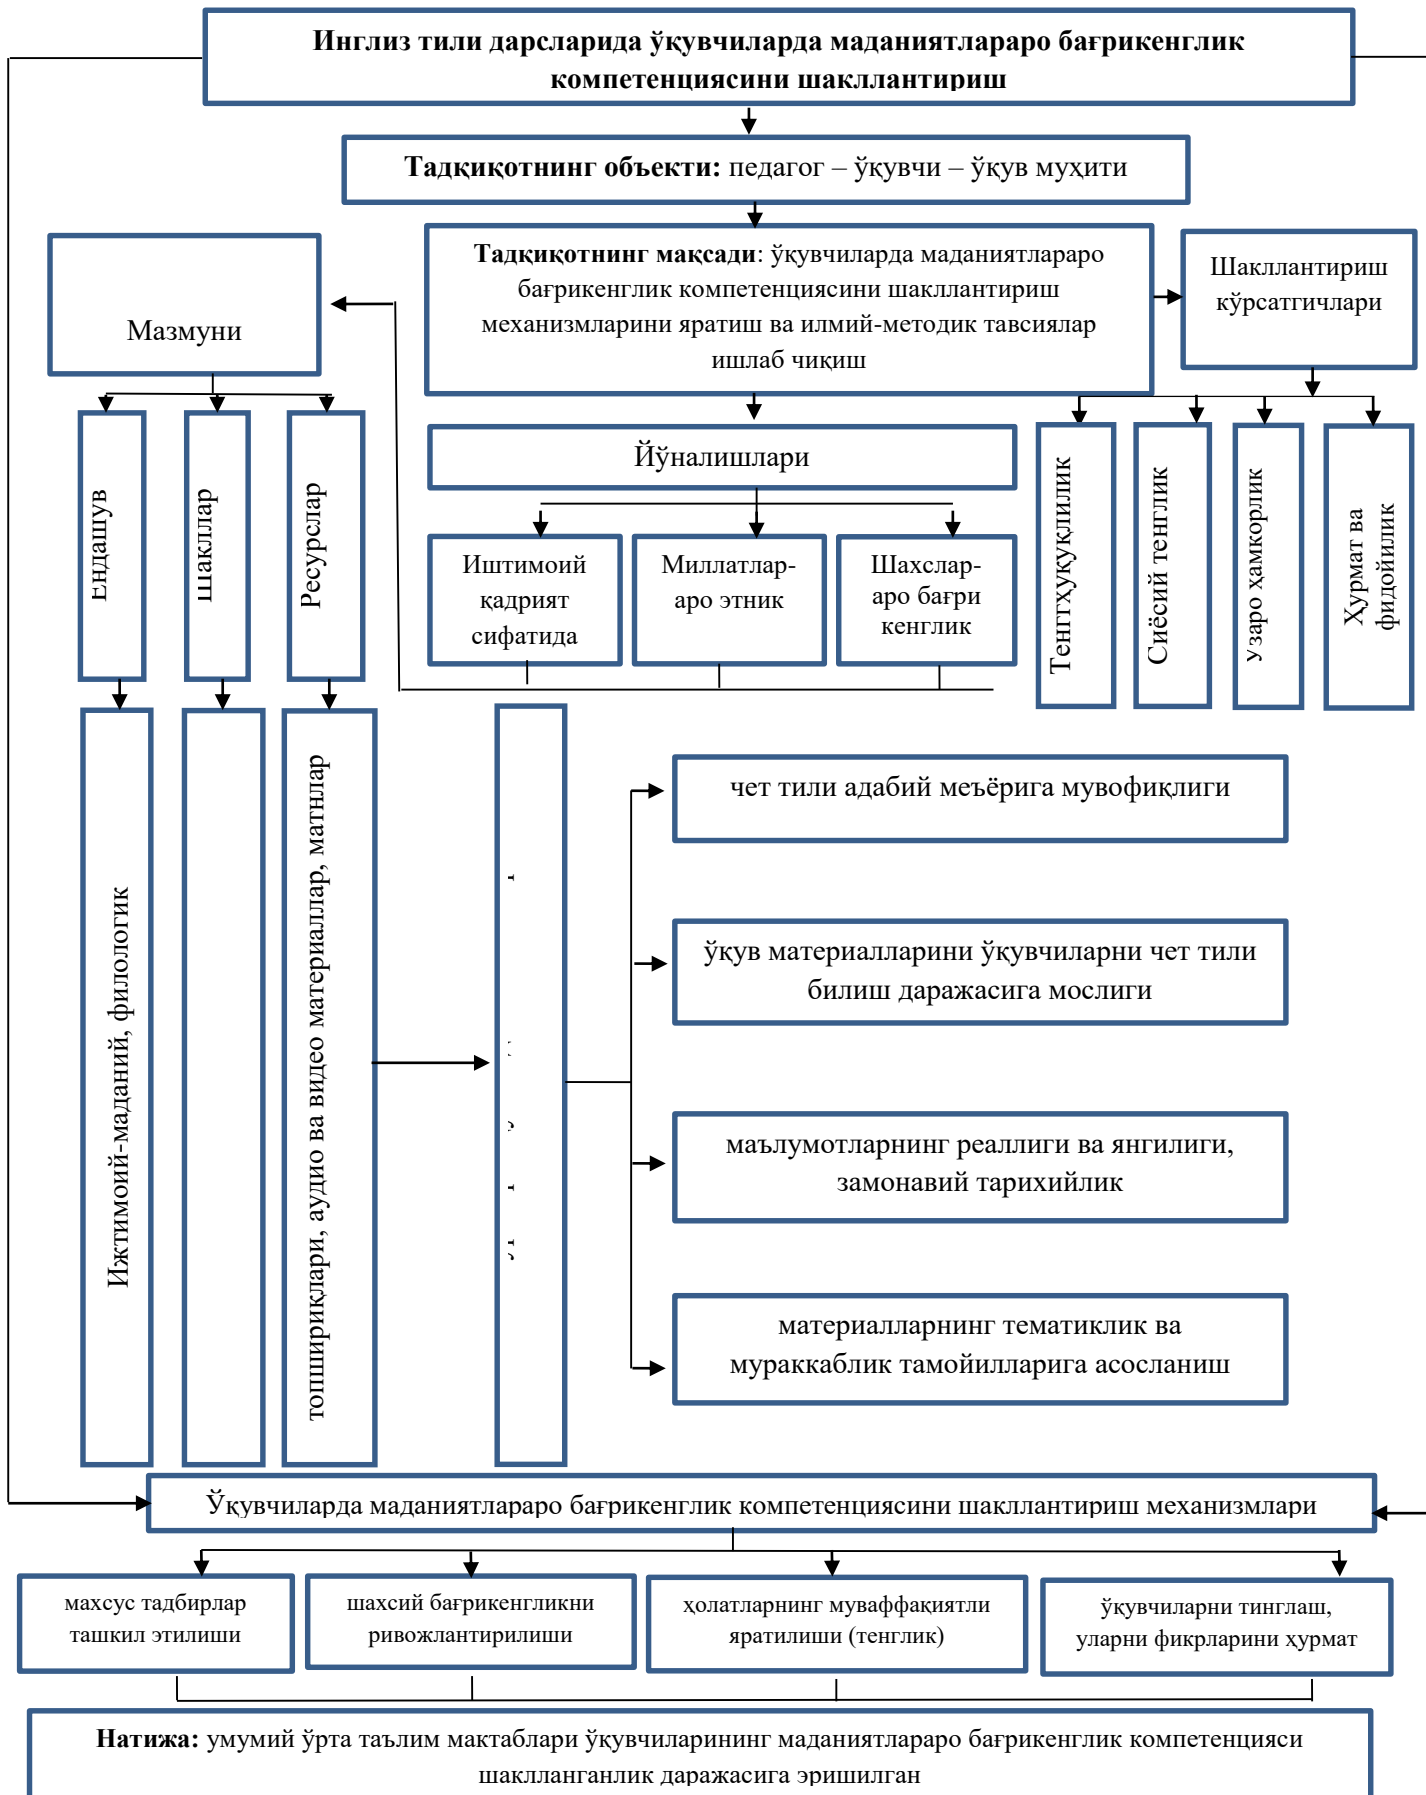 Инглиз тили дарсларида ўқувчиларда маданиятлараро бағрикенглик
компетенциясини шакллантириш
Тадқиқотнинг объекти: педагог – ўқувчи – ўқув муҳити
Тадқиқотнинг мақсади: ўқувчиларда маданиятлараро
бағрикенглик компетенциясини шакллантириш
механизмларини яратиш ва илмий-методик тавсиялар
ишлаб чиқиш
Мазмуни
Шакллантириш
кўрсатгичлари
Ендашув
Шакллар
Ресурслар
Йўналишлари
Иштимоий
қадрият
сифатида
Миллатлар-
аро этник
Шахслар-
аро бағри
кенглик
Тенггҳуқуқлилик
Сиёсий тенглик
Узаро ҳамкорлик
Ҳурмат ва
фидойилик
Ижтимоий-маданий, филологик
топшириқлари, аудио ва видео материаллар, матнлар
чет тили адабий меъёрига мувофиқлиги
ўқув материалларини ўқувчиларни чет тили
билиш даражасига мослиги
маълумотларнинг реаллиги ва янгилиги,
замонавий тарихийлик
материалларнинг тематиклик ва
мураккаблик тамойилларига асосланиш
Ўқувчиларда маданиятлараро бағрикенглик компетенциясини шакллантириш механизмлари
махсус тадбирлар
ташкил этилиши
шахсий бағрикенгликни
ривожлантирилиши
ҳолатларнинг муваффақиятли
яратилиши (тенглик)
ўқувчиларни тинглаш,
уларни фикрларини ҳурмат
Натижа: умумий ўрта таълим мактаблари ўқувчиларининг маданиятлараро бағрикенглик компетенцияси
шаклланганлик даражасига эришилган